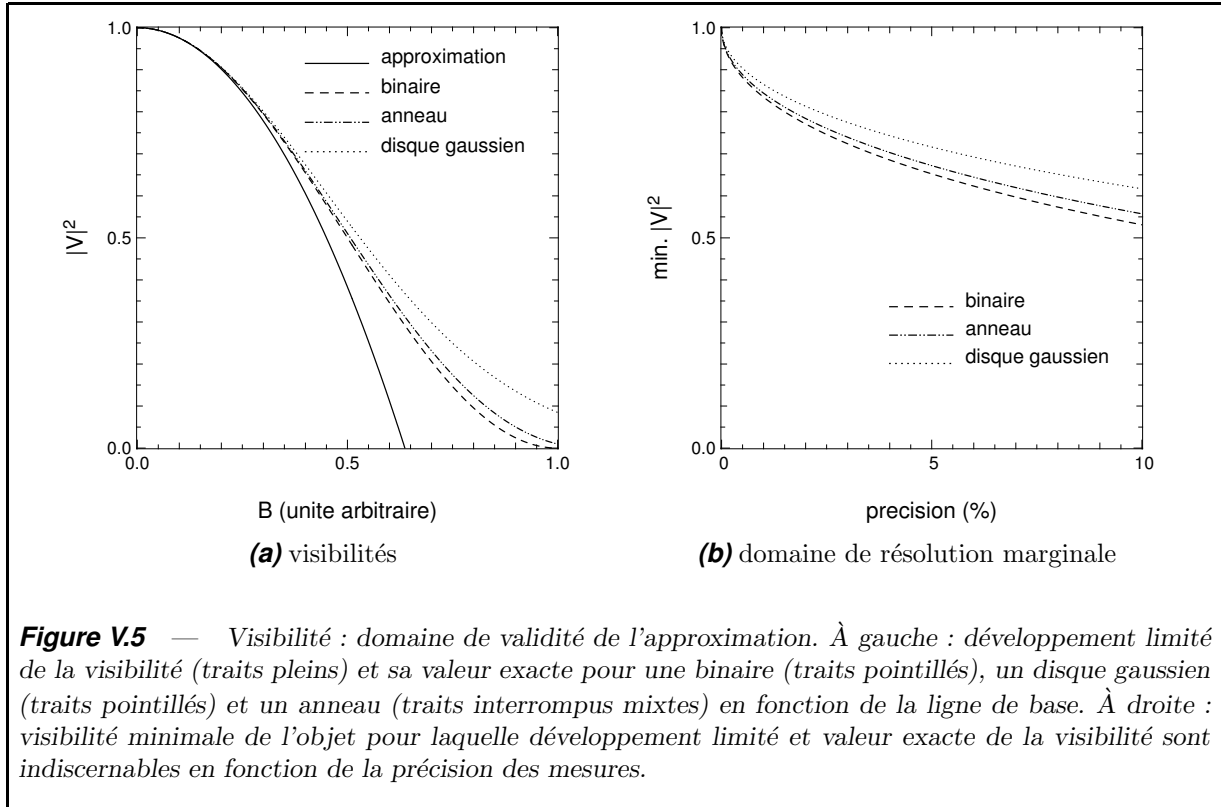 1.0
0.5
0.0
|V|²
approximation
binaire
anneau
disque gaussien
0.0 0.5 1.0
B (unite arbitraire)
(a) visibilités
1.0
0.5
0.0
min. |V|²
binaire
anneau
disque gaussien
0 5 10
precision (%)
(b) domaine de résolution marginale
Figure V.5 — Visibilité : domaine de validité de l'approximation. À gauche : développement limité
de la visibilité (traits pleins) et sa valeur exacte pour une binaire (traits pointillés), un disque gaussien
(traits pointillés) et un anneau (traits interrompus mixtes) en fonction de la ligne de base. À droite :
visibilité minimale de l'objet pour laquelle développement limité et valeur exacte de la visibilité sont
indiscernables en fonction de la précision des mesures.